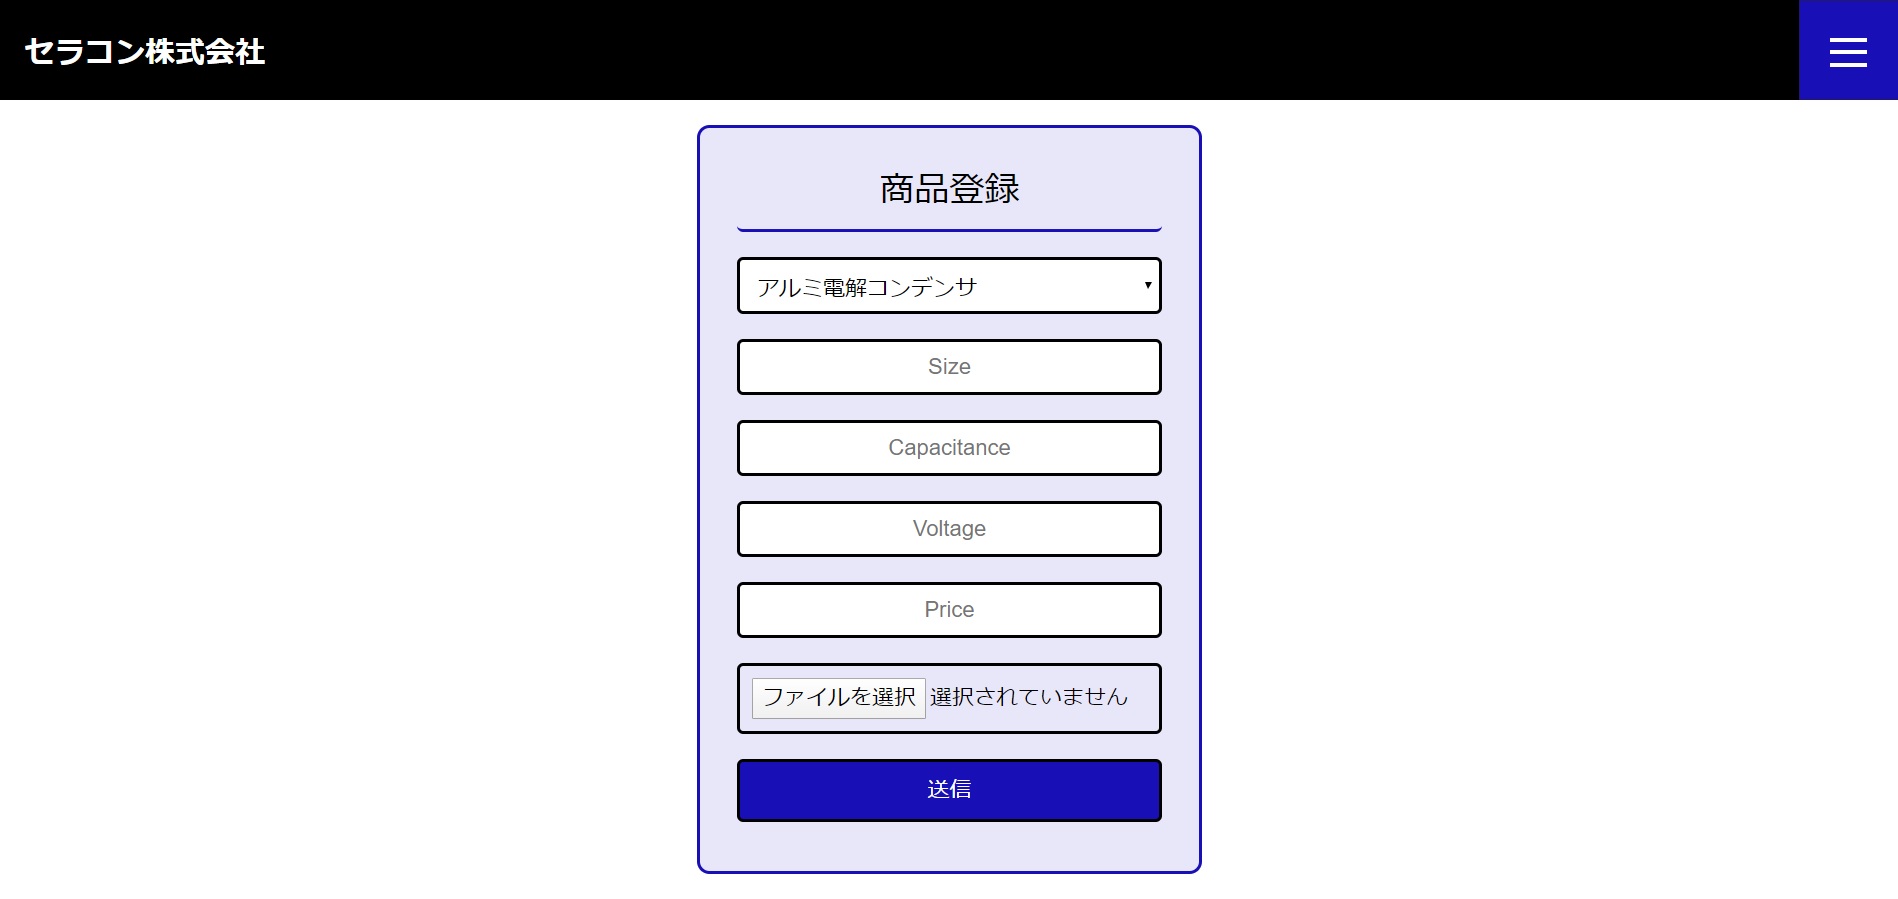 セラコン株式会社
商品登録
アルミ電解コンデンサ
Size
Capacitance
Voltage
Price
ファイルを選択 選択されていません
送信